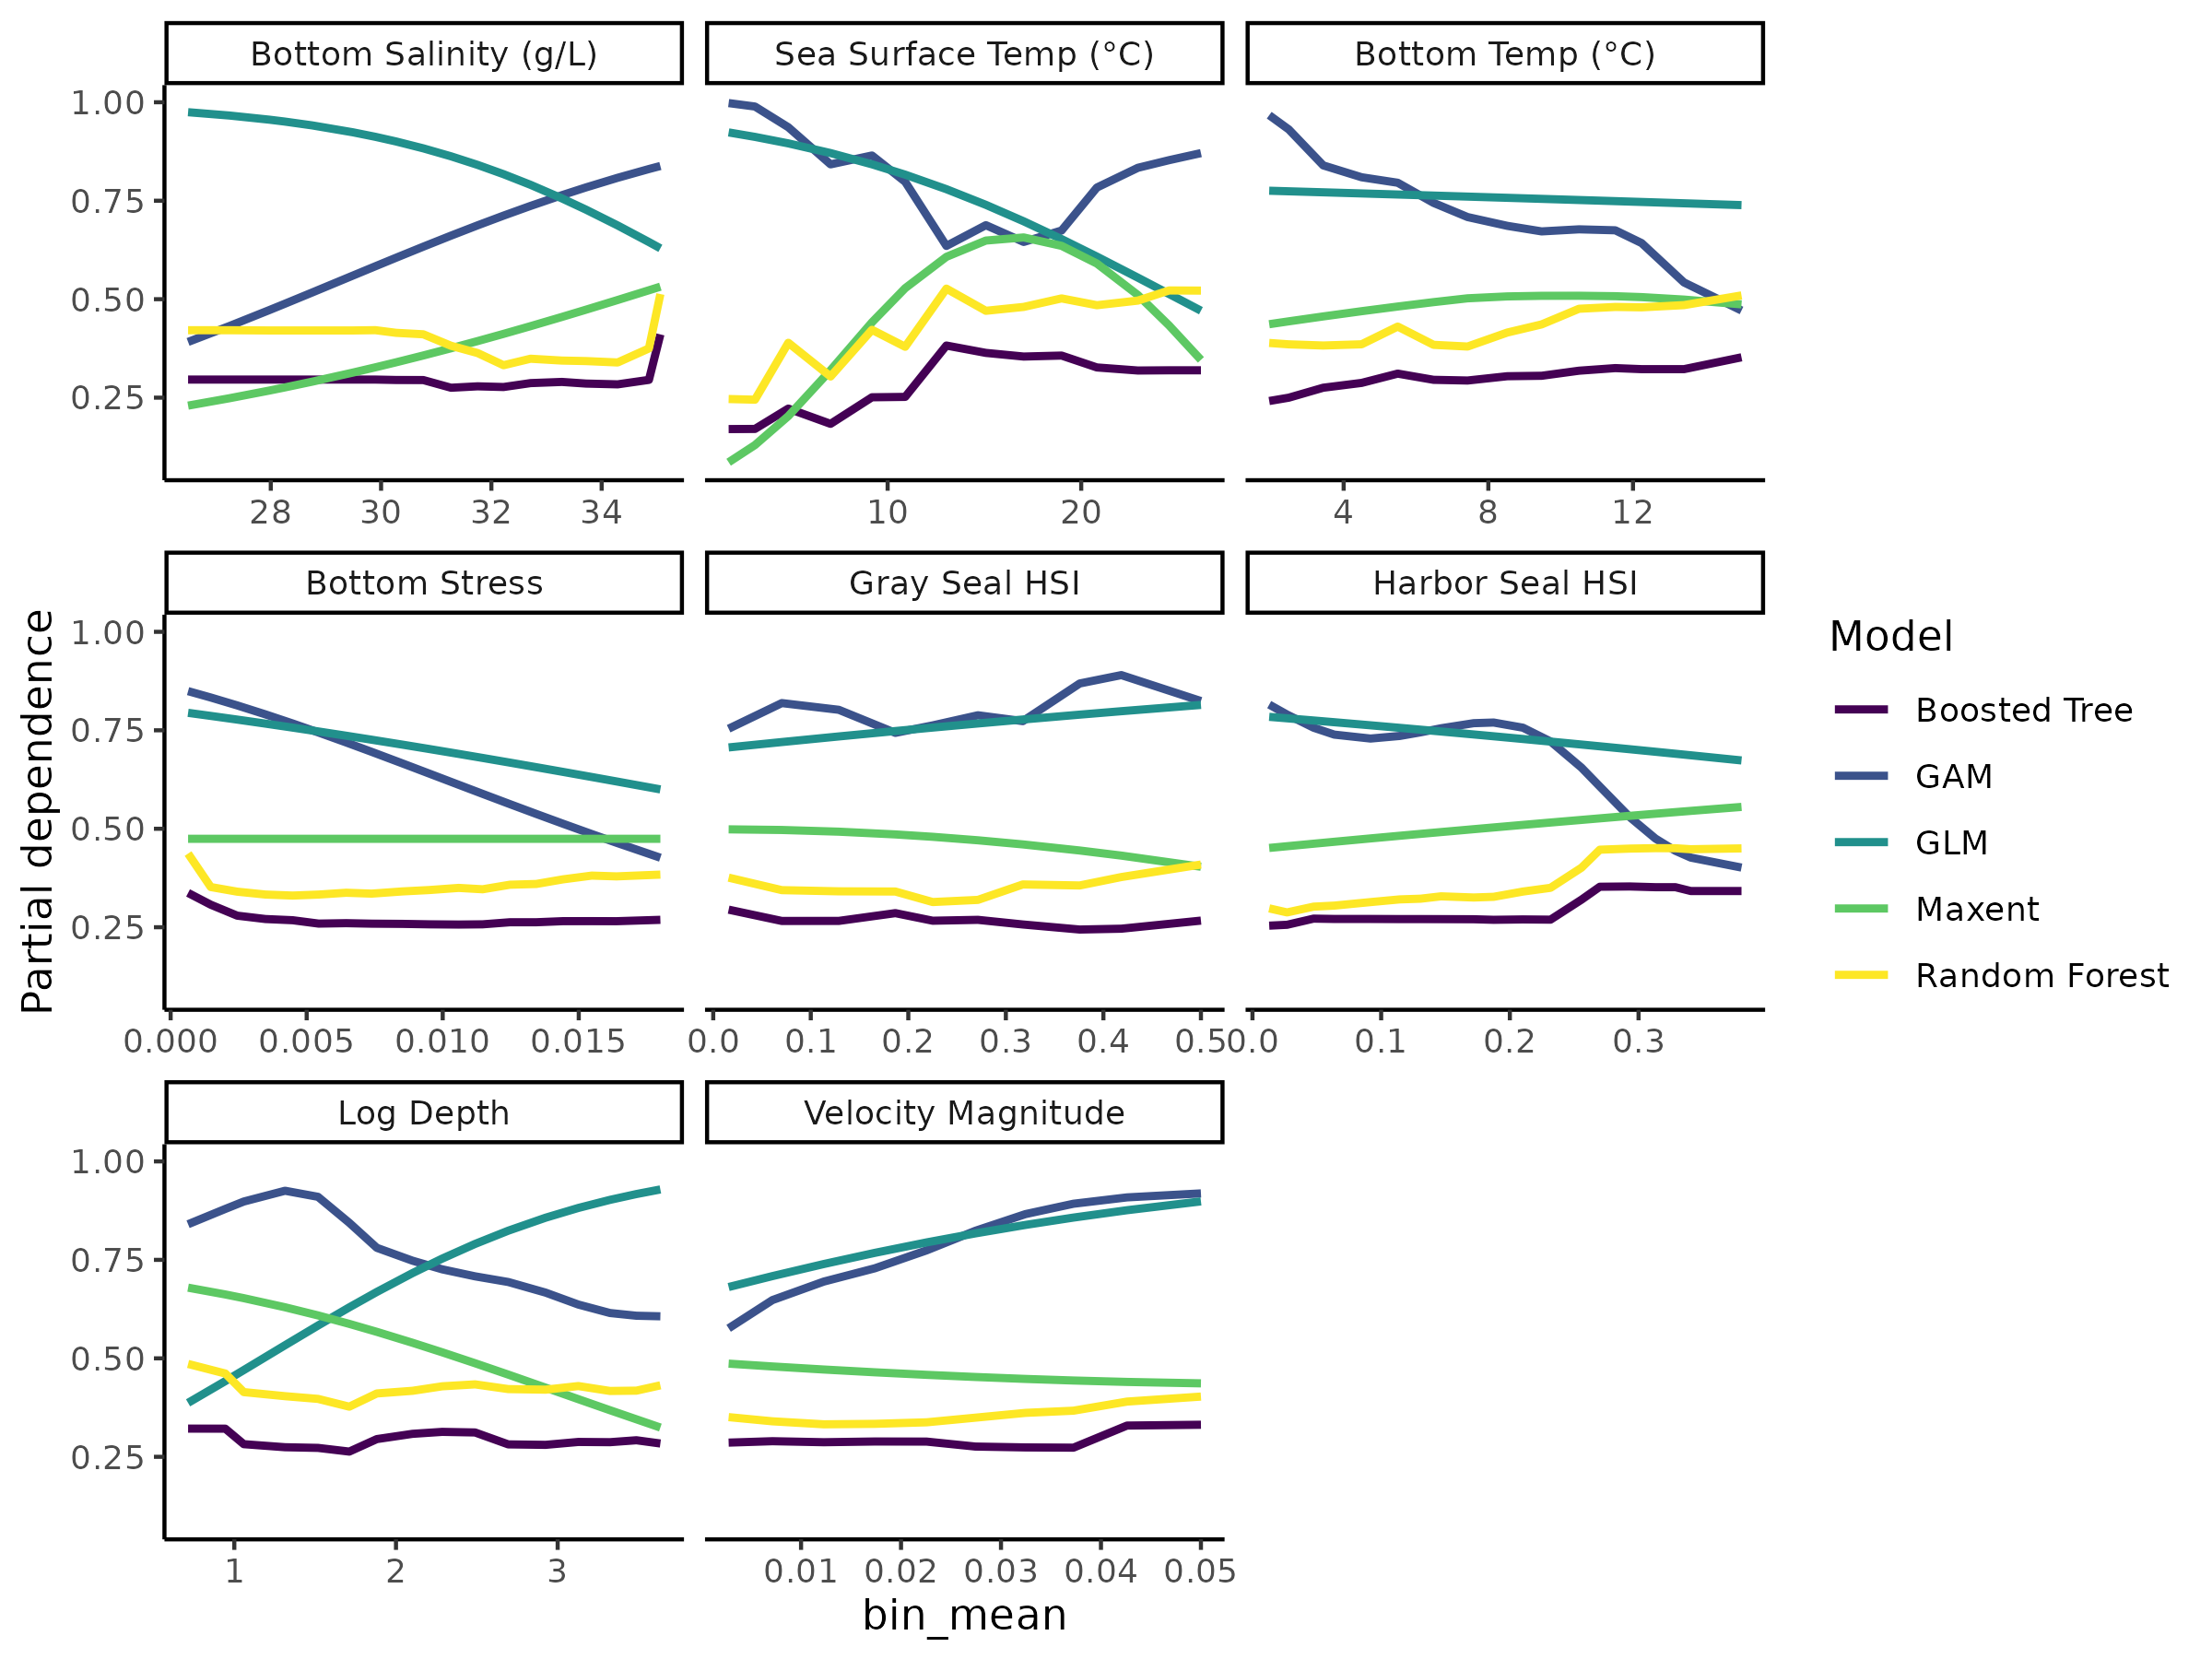 Bottom Salinity (g/L) Sea Surface Temp (°C) Bottom Temp (°C)
1.00
0.75
0.50
0.25
28 30 32 34 10 20 4 8 12
Bottom Stress Gray Seal HSI Harbor Seal HSI
1.00
0.75
0.50
0.25
0.000 0.005 0.010 0.015 0.0 0.1 0.2 0.3 0.4 0.5 0.0 0.1 0.2 0.3
Log Depth Velocity Magnitude
1.00
0.75
0.50
0.25
1 2 3 0.01 0.02 0.03 0.04 0.05
bin_mean
Partial dependence
Model
Boosted Tree
GAM
GLM
Maxent
Random Forest